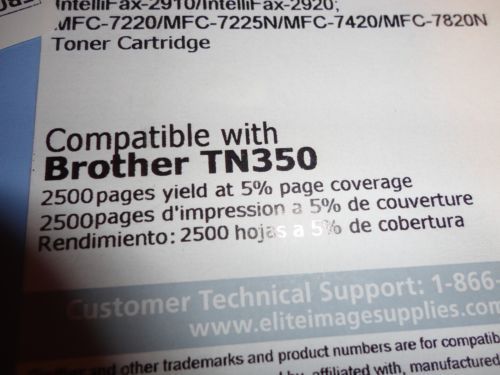 IntelliFax-2910/IntelliFax-2920;
MFC-7220/MFC-7225N/MFC-7420/MFC-7820N
Toner Cartridge
Compatible with
Brother TN350
2500 pages yield at 5% page coverage
2500 pages d'impression a 5% de couverture
Rendimiento: 2500 hojas a 5% de cobertura
Customer Technical Support: 1-866-
www.eliteimagesupplies.com
other trademarks and product numbers are for compatib
affiliated with, manufactured